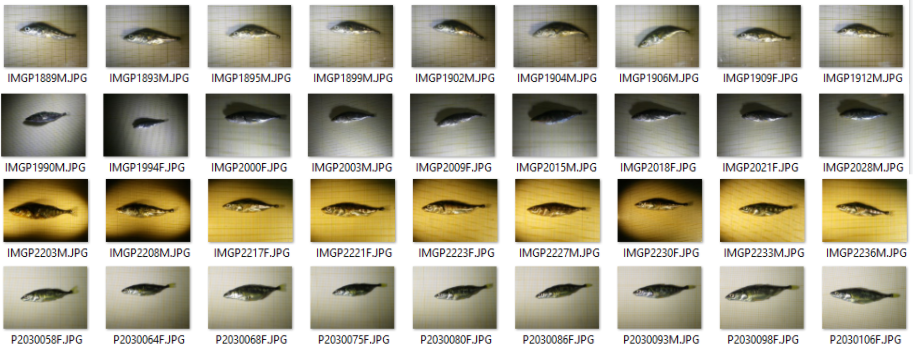 IMGP1889M.JPG IMGP1893M.JPG IMGP1895M.JPG IMGP1899M.JPG IMGP1902M.JPG IMGP1904M.JPG IMGP1906M.JPG IMGP1909F.JPG IMGP1912M.JPG
IMGP1990M.JPG IMGP1994F.JPG IMGP2000F.JPG IMGP2003M.JPG IMGP2009F.JPG IMGP2015M.JPG IMGP2018F.JPG IMGP2021F.JPG IMGP2028M.JPG
IMGP2203M.JPG IMGP2208M.JPG IMGP2217F.JPG IMGP2221F.JPG IMGP2223F.JPG IMGP2227M.JPG IMGP2230F.JPG IMGP2233M.JPG IMGP2236M.JPG
P2030058F.JPG P2030064F.JPG P2030068F.JPG P2030075F.JPG P2030080F.JPG P2030086F.JPG P2030093M.JPG P2030098F.JPG P2030106F.JPG